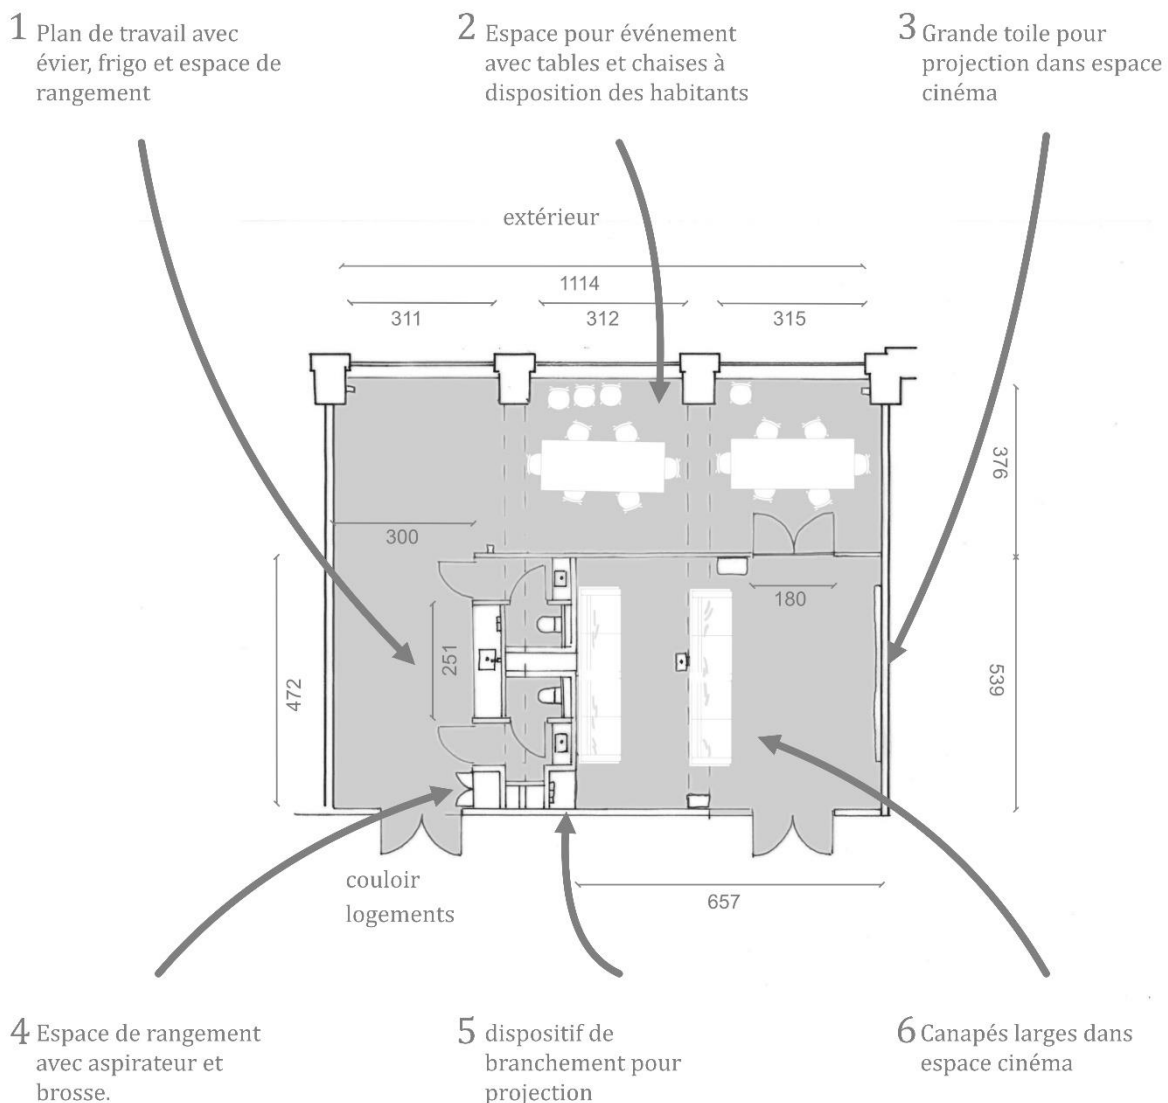 1 Plan de travail avec
évier, frigo et espace de
rangement
2 Espace pour événement
avec tables et chaises à
disposition des habitants
3 Grande toile pour
projection dans espace
cinéma
extérieur
1114
311
312
315
376
300
180
251
472
539
657
couloir
logements
4 Espace de rangement
avec aspirateur et
brosse.
5 dispositif de
branchement pour
projection
6 Canapés larges dans
espace cinéma